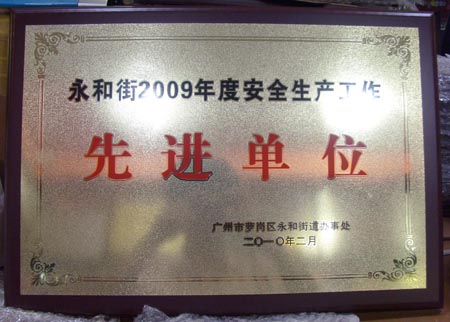 永和街2009年度安全生产工作
先进单位
广州市萝岗区永和街道办事处
二〇一〇年二月